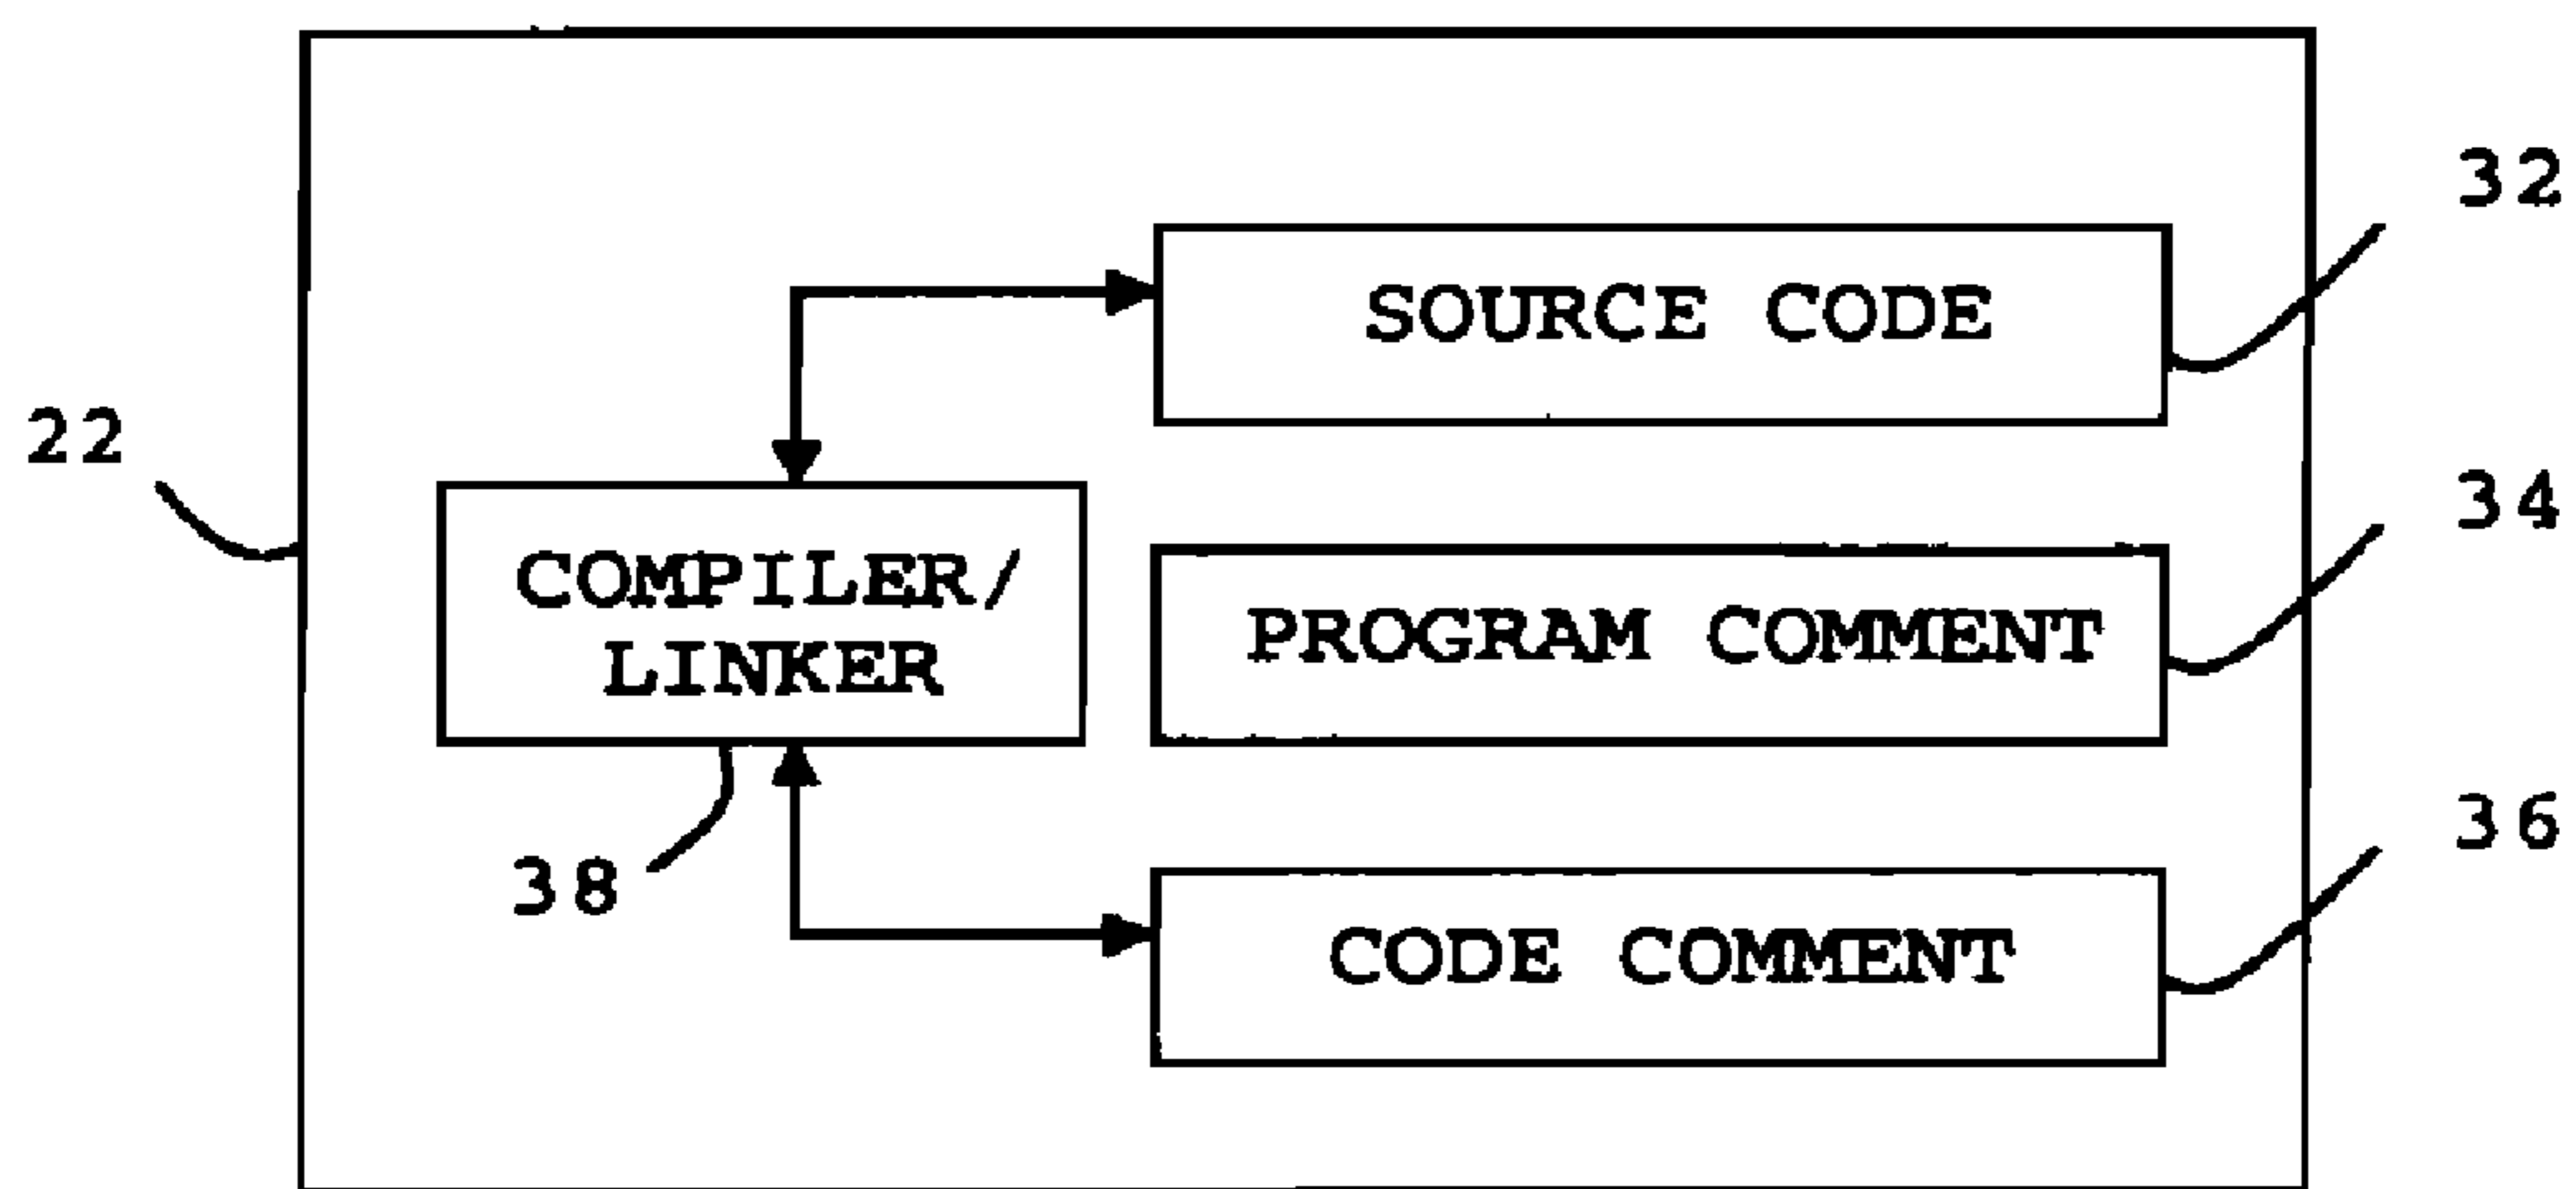 32
SOURCE CODE
22
34
COMPILER/
LINKER
PROGRAM COMMENT
36
38
CODE COMMENT